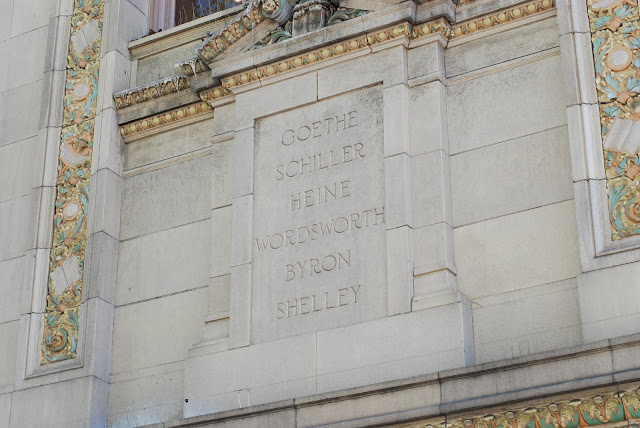 GOETHE
SCHILLER
HEINE
WORDSWORTH
BYRON
SHELLEY